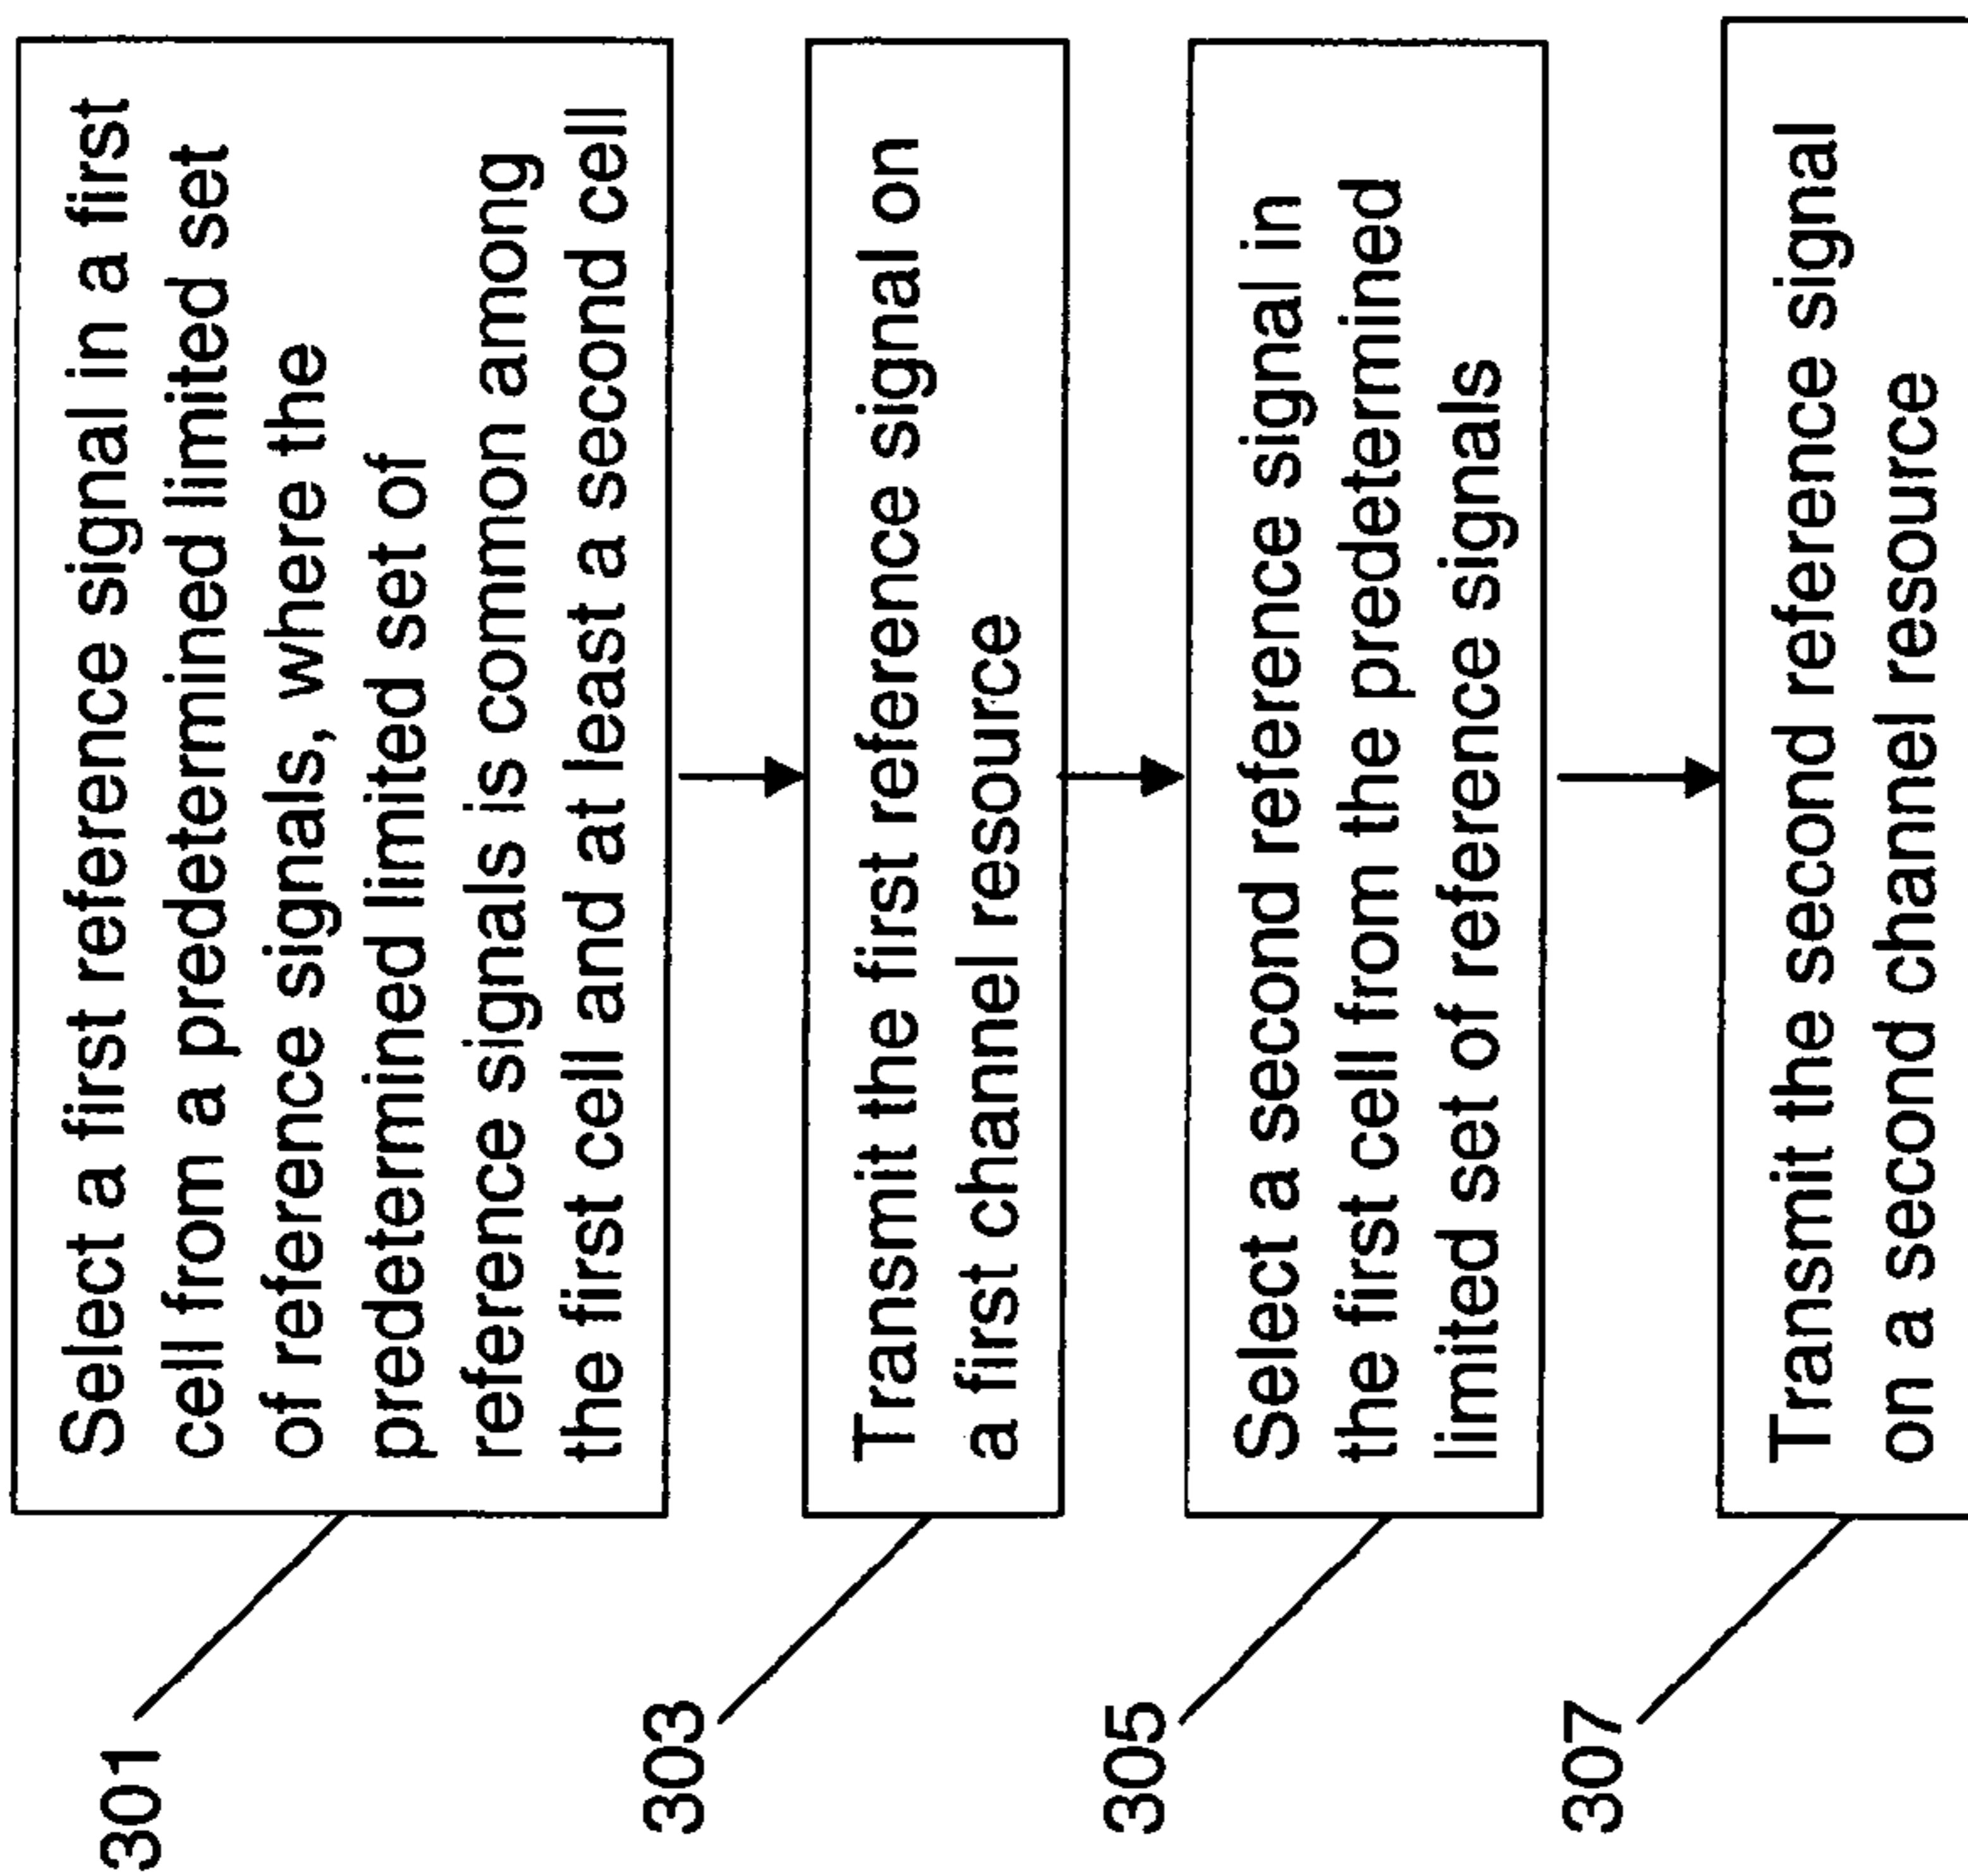 301
Select a first reference signal in a first
cell from a predetermined limited set
of reference signals, where the
predetermined limited set of
reference signals is common among
the first cell and at least a second cell
303
Transmit the first reference signal on
a first channel resource
305
Select a second reference signal in
the first cell from the predetermined
limited set of reference signals
307
Transmit the second reference signal
on a second channel resource